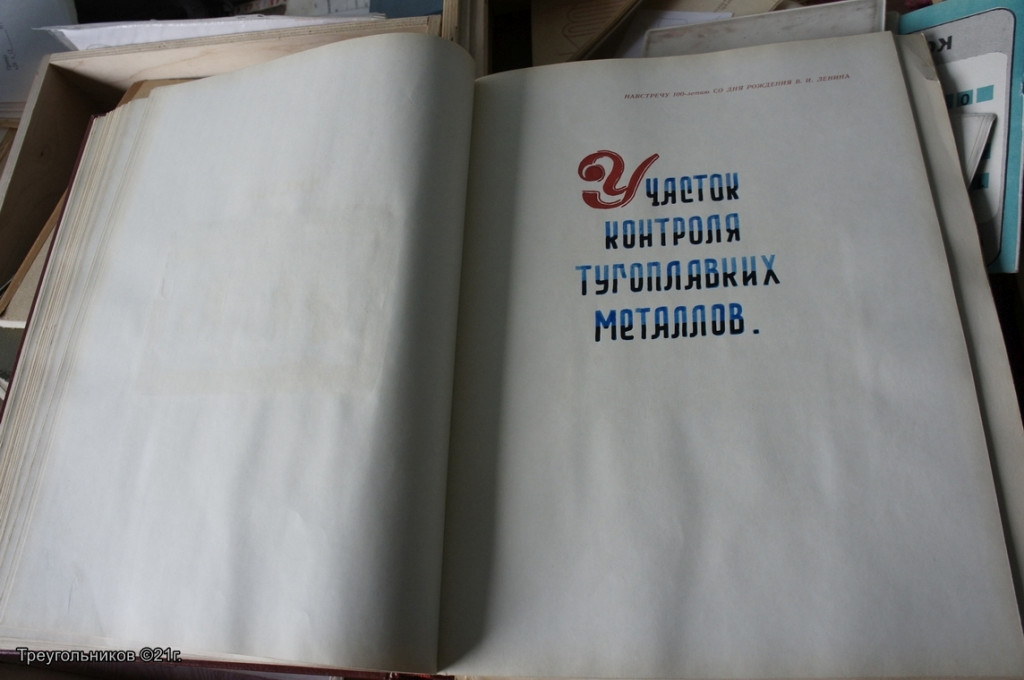 НАВСТРЕЧУ 100-летию СО ДНЯ РОЖДЕНИЯ В. И. ЛЕНИНА
Участок
контроля
тугоплавких
металлов.
Треугольников ©21г.